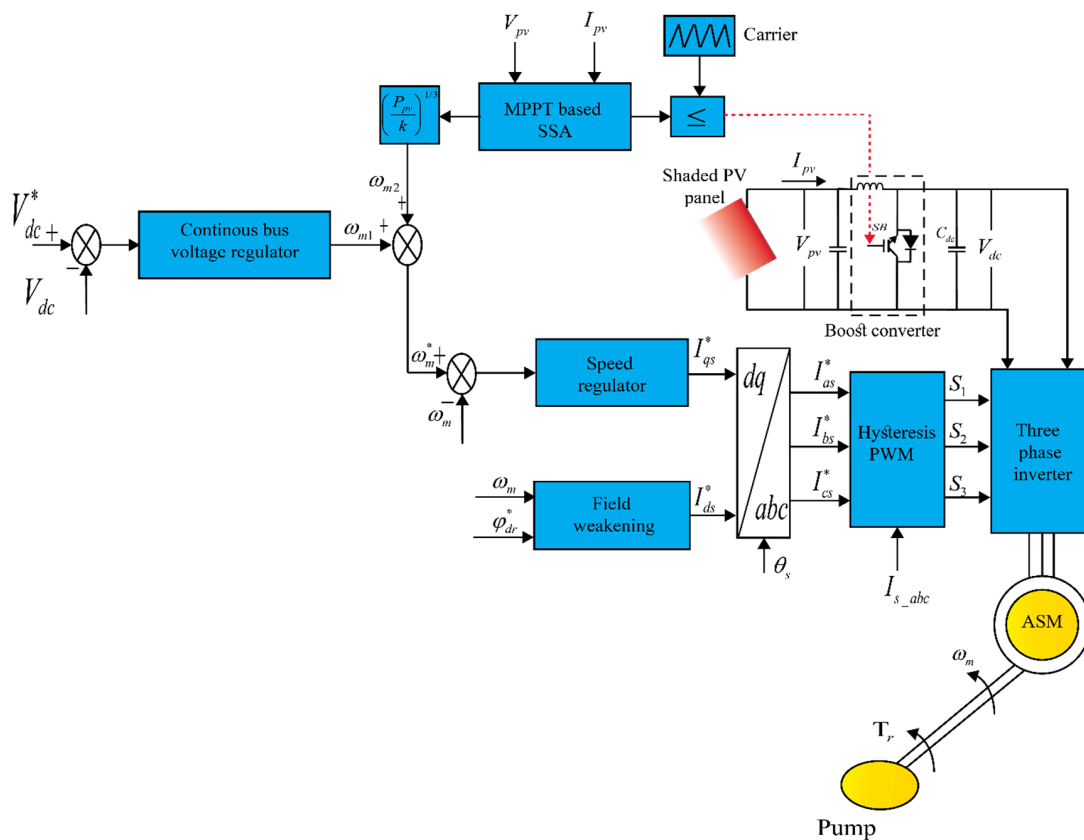 V_pv
I_pv
Carrier
(P_pv / k)^1/3
MPPT based
SSA
≤
ω_m2
+
Shaded PV
panel
I_pv
V*_dc +
−
V_dc
Continous bus
voltage regulator
ω_m1 +
V_pv
SB
C_dc
V_dc
Boost converter
ω*_m +
−
ω_m
Speed
regulator
I*_qs
dq
abc
θ_s
I*_as
I*_bs
I*_cs
Hysteresis
PWM
S_1
S_2
S_3
Three
phase
inverter
ω_m
φ*_dr
Field
weakening
I*_ds
I_s_abc
ASM
ω_m
T_r
Pump